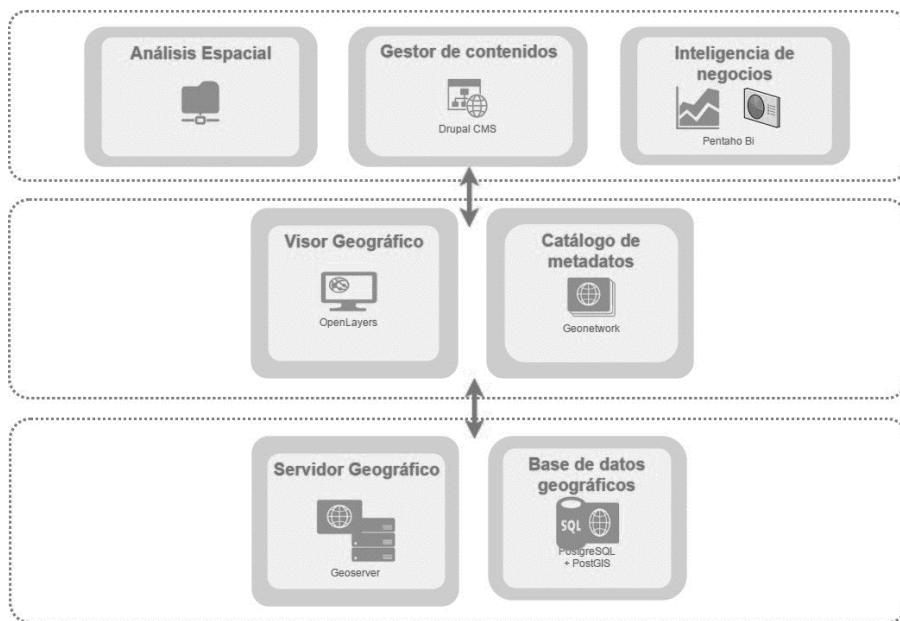 Análisis Espacial
Gestor de contenidos
Drupal CMS
Inteligencia de
negocios
Pentaho Bi
Visor Geográfico
OpenLayers
Catálogo de
metadatos
Geonetwork
Servidor Geográfico
Geoserver
Base de datos
geográficos
SQL
PostgreSQL
+ PostGIS